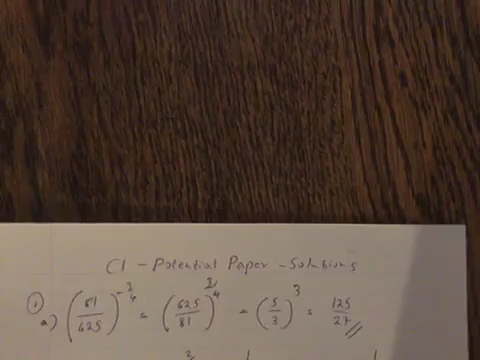 C1 - Potential Paper - Solutions
① a) (81/625)^(-3/4) = (625/81)^(3/4) = (5/3)^3 = 125/27